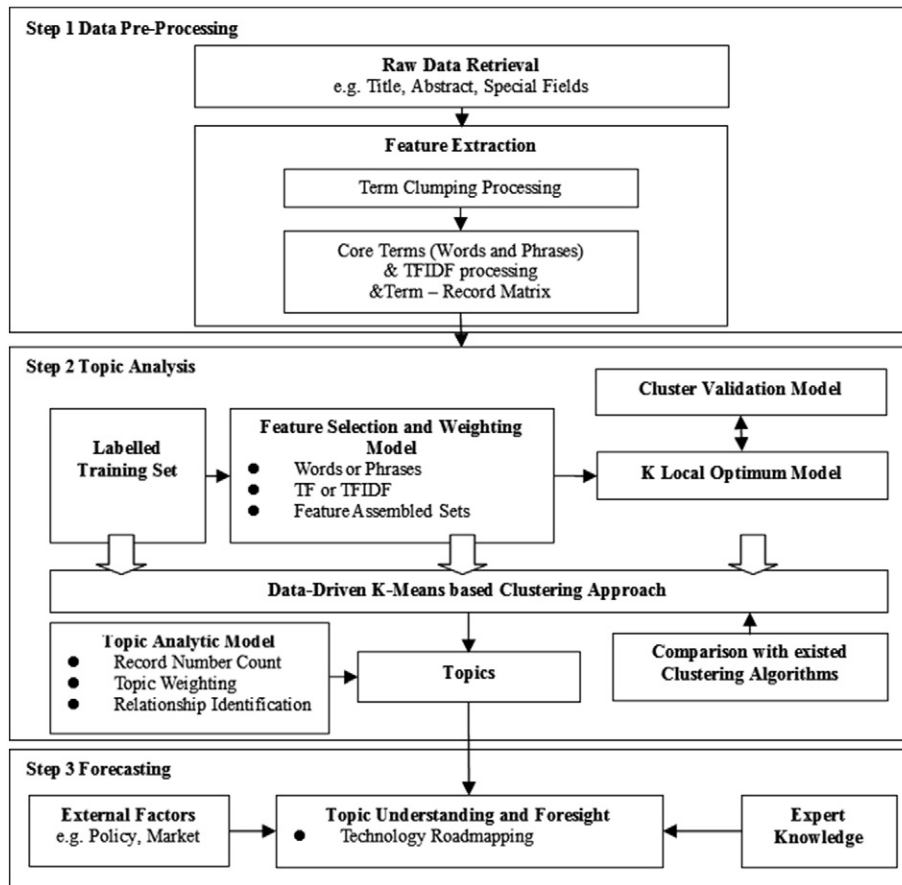 Step 1 Data Pre-Processing
Raw Data Retrieval
e.g. Title, Abstract, Special Fields
Feature Extraction
Term Clumping Processing
Core Terms (Words and Phrases)
& TFIDF processing
&Term – Record Matrix
Step 2 Topic Analysis
Labelled
Training Set
Feature Selection and Weighting
Model
● Words or Phrases
● TF or TFIDF
● Feature Assembled Sets
Cluster Validation Model
K Local Optimum Model
Data-Driven K-Means based Clustering Approach
Topic Analytic Model
● Record Number Count
● Topic Weighting
● Relationship Identification
Topics
Comparison with existed
Clustering Algorithms
Step 3 Forecasting
External Factors
e.g. Policy, Market
Topic Understanding and Foresight
● Technology Roadmapping
Expert
Knowledge